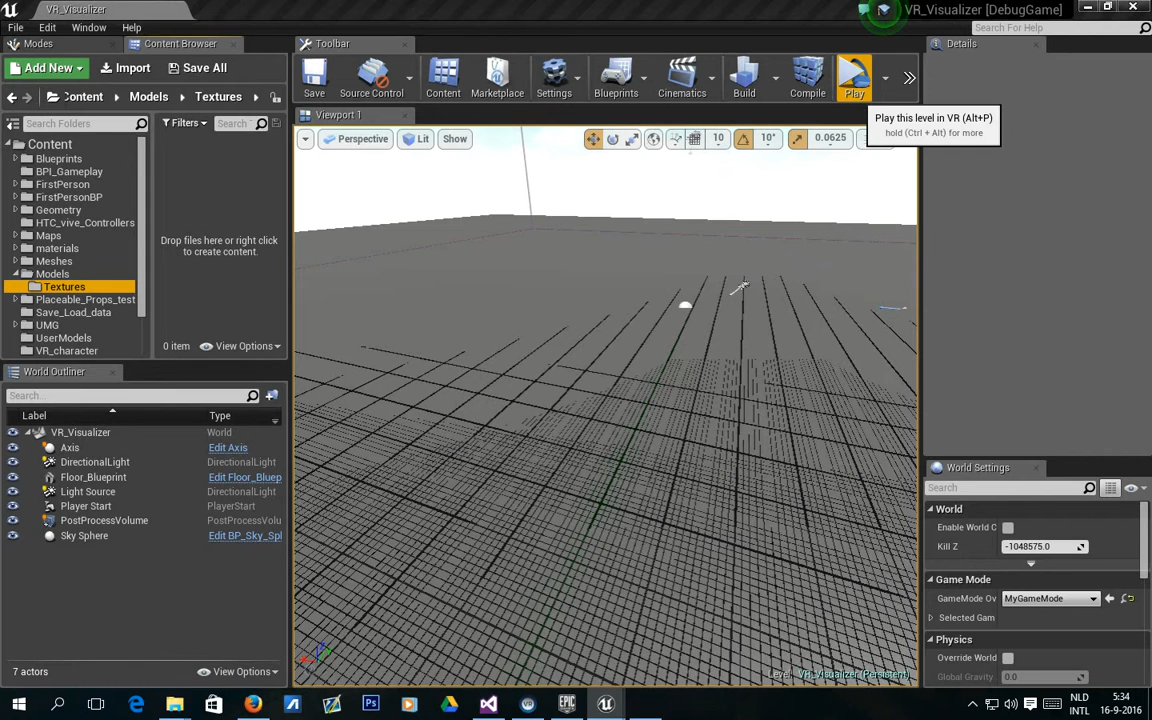 VR_Visualizer
VR_Visualizer [DebugGame]
File Edit Window Help
Search For Help
Modes
Content Browser
Toolbar
Details
Add New
Import
Save All
Save
Source Control
Content
Marketplace
Settings
Blueprints
Cinematics
Build
Compile
Play
Content
Models
Textures
Viewport 1
Play this level in VR (Alt+P)
hold (Ctrl + Alt) for more
Search Folders
Filters
Search
Perspective
Lit
Show
10
10°
0.0625
Content
Blueprints
BPI_Gameplay
FirstPerson
FirstPersonBP
Geometry
HTC_vive_Controllers
Maps
materials
Meshes
Models
Textures
Placeable_Props_test
Save_Load_data
UMG
UserModels
VR_character
Drop files here or right click
to create content.
0 item
View Options
World Outliner
Search...
Label Type
VR_Visualizer World
Axis Edit Axis
DirectionalLight DirectionalLight
Floor_Blueprint Edit Floor_Bluep
Light Source DirectionalLight
Player Start PlayerStart
PostProcessVolume PostProcessVolu
Sky Sphere Edit BP_Sky_Spl
7 actors
View Options
Level: VR_Visualizer (Persistent)
World Settings
Search
World
Enable World C
Kill Z -1048575.0
Game Mode
GameMode Ov MyGameMode
Selected Gam
Physics
Override World
Global Gravity 0.0
NLD
INTL
5:34
16-9-2016